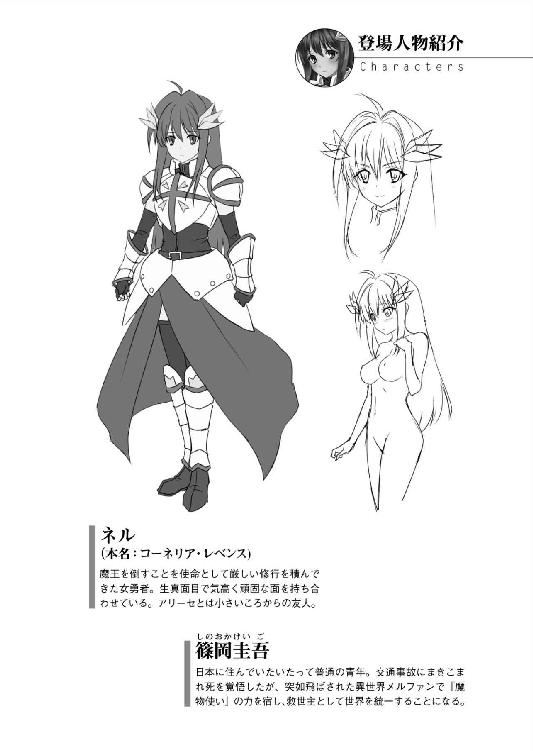 登場人物紹介
Characters
ネル
(本名：コーネリア・レベンス)
魔王を倒すことを使命として厳しい修行を積んで
きた女勇者。生真面目で気高く頑固な面を持ち合
わせている。アリーセとは小さいころからの友人。
しのおかけいご
篠岡圭吾
日本に住んでいたいたって普通の青年。交通事故にまきこま
れ死を覚悟したが、突如飛ばされた異世界メルファンで『魔
物使い』の力を宿し、救世主として世界を統一することになる。